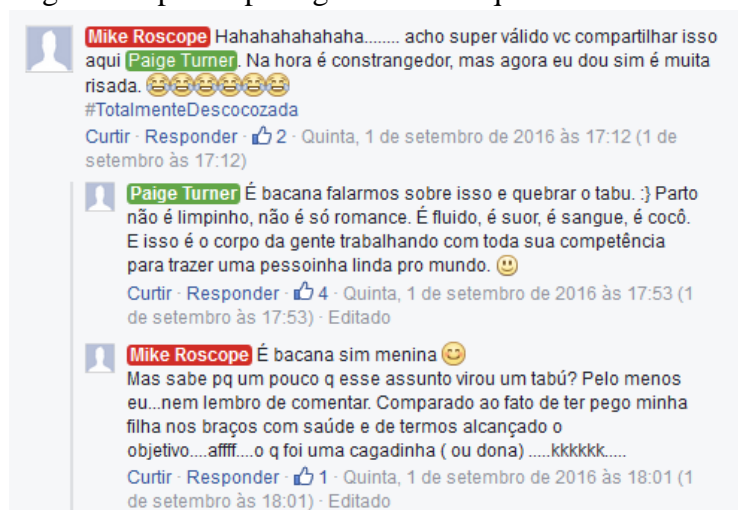 Mike Roscope Hahahahahahaha........ acho super válido vc compartilhar isso
aqui Paige Turner. Na hora é constrangedor, mas agora eu dou sim é muita
risada. 😂😂😂😂😂😂
#TotalmenteDescocozada
Curtir · Responder · 2 · Quinta, 1 de setembro de 2016 às 17:12 (1 de
setembro às 17:12)
Paige Turner É bacana falarmos sobre isso e quebrar o tabu. :} Parto
não é limpinho, não é só romance. É fluido, é suor, é sangue, é cocô.
E isso é o corpo da gente trabalhando com toda sua competência
para trazer uma pessoinha linda pro mundo. 🙂
Curtir · Responder · 4 · Quinta, 1 de setembro de 2016 às 17:53 (1
de setembro às 17:53) · Editado
Mike Roscope É bacana sim menina 😊
Mas sabe pq um pouco q esse assunto virou um tabú? Pelo menos
eu...nem lembro de comentar. Comparado ao fato de ter pego minha
filha nos braços com saúde e de termos alcançado o
objetivo....affff....o q foi uma cagadinha ( ou dona) .....kkkkkk.....
Curtir · Responder · 1 · Quinta, 1 de setembro de 2016 às 18:01 (1
de setembro às 18:01) · Editado